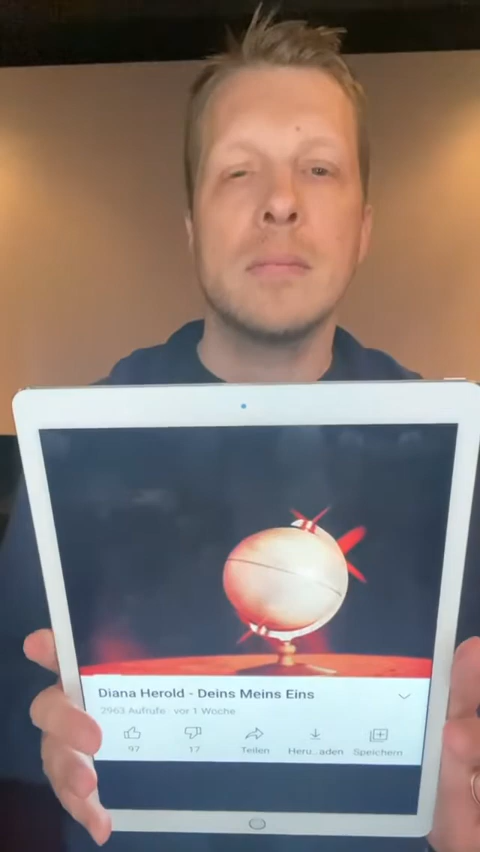 Diana Herold - Deins Meins Eins
2963 Aufrufe · vor 1 Woche
97 17 Teilen Heru...aden Speichern